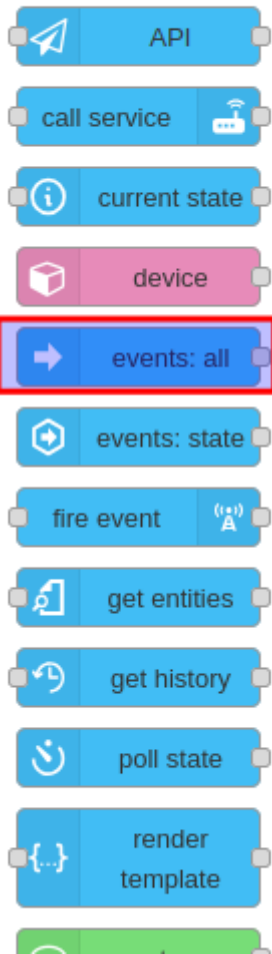 API
call service
current state
device
events: all
events: state
fire event
get entities
get history
poll state
render
template